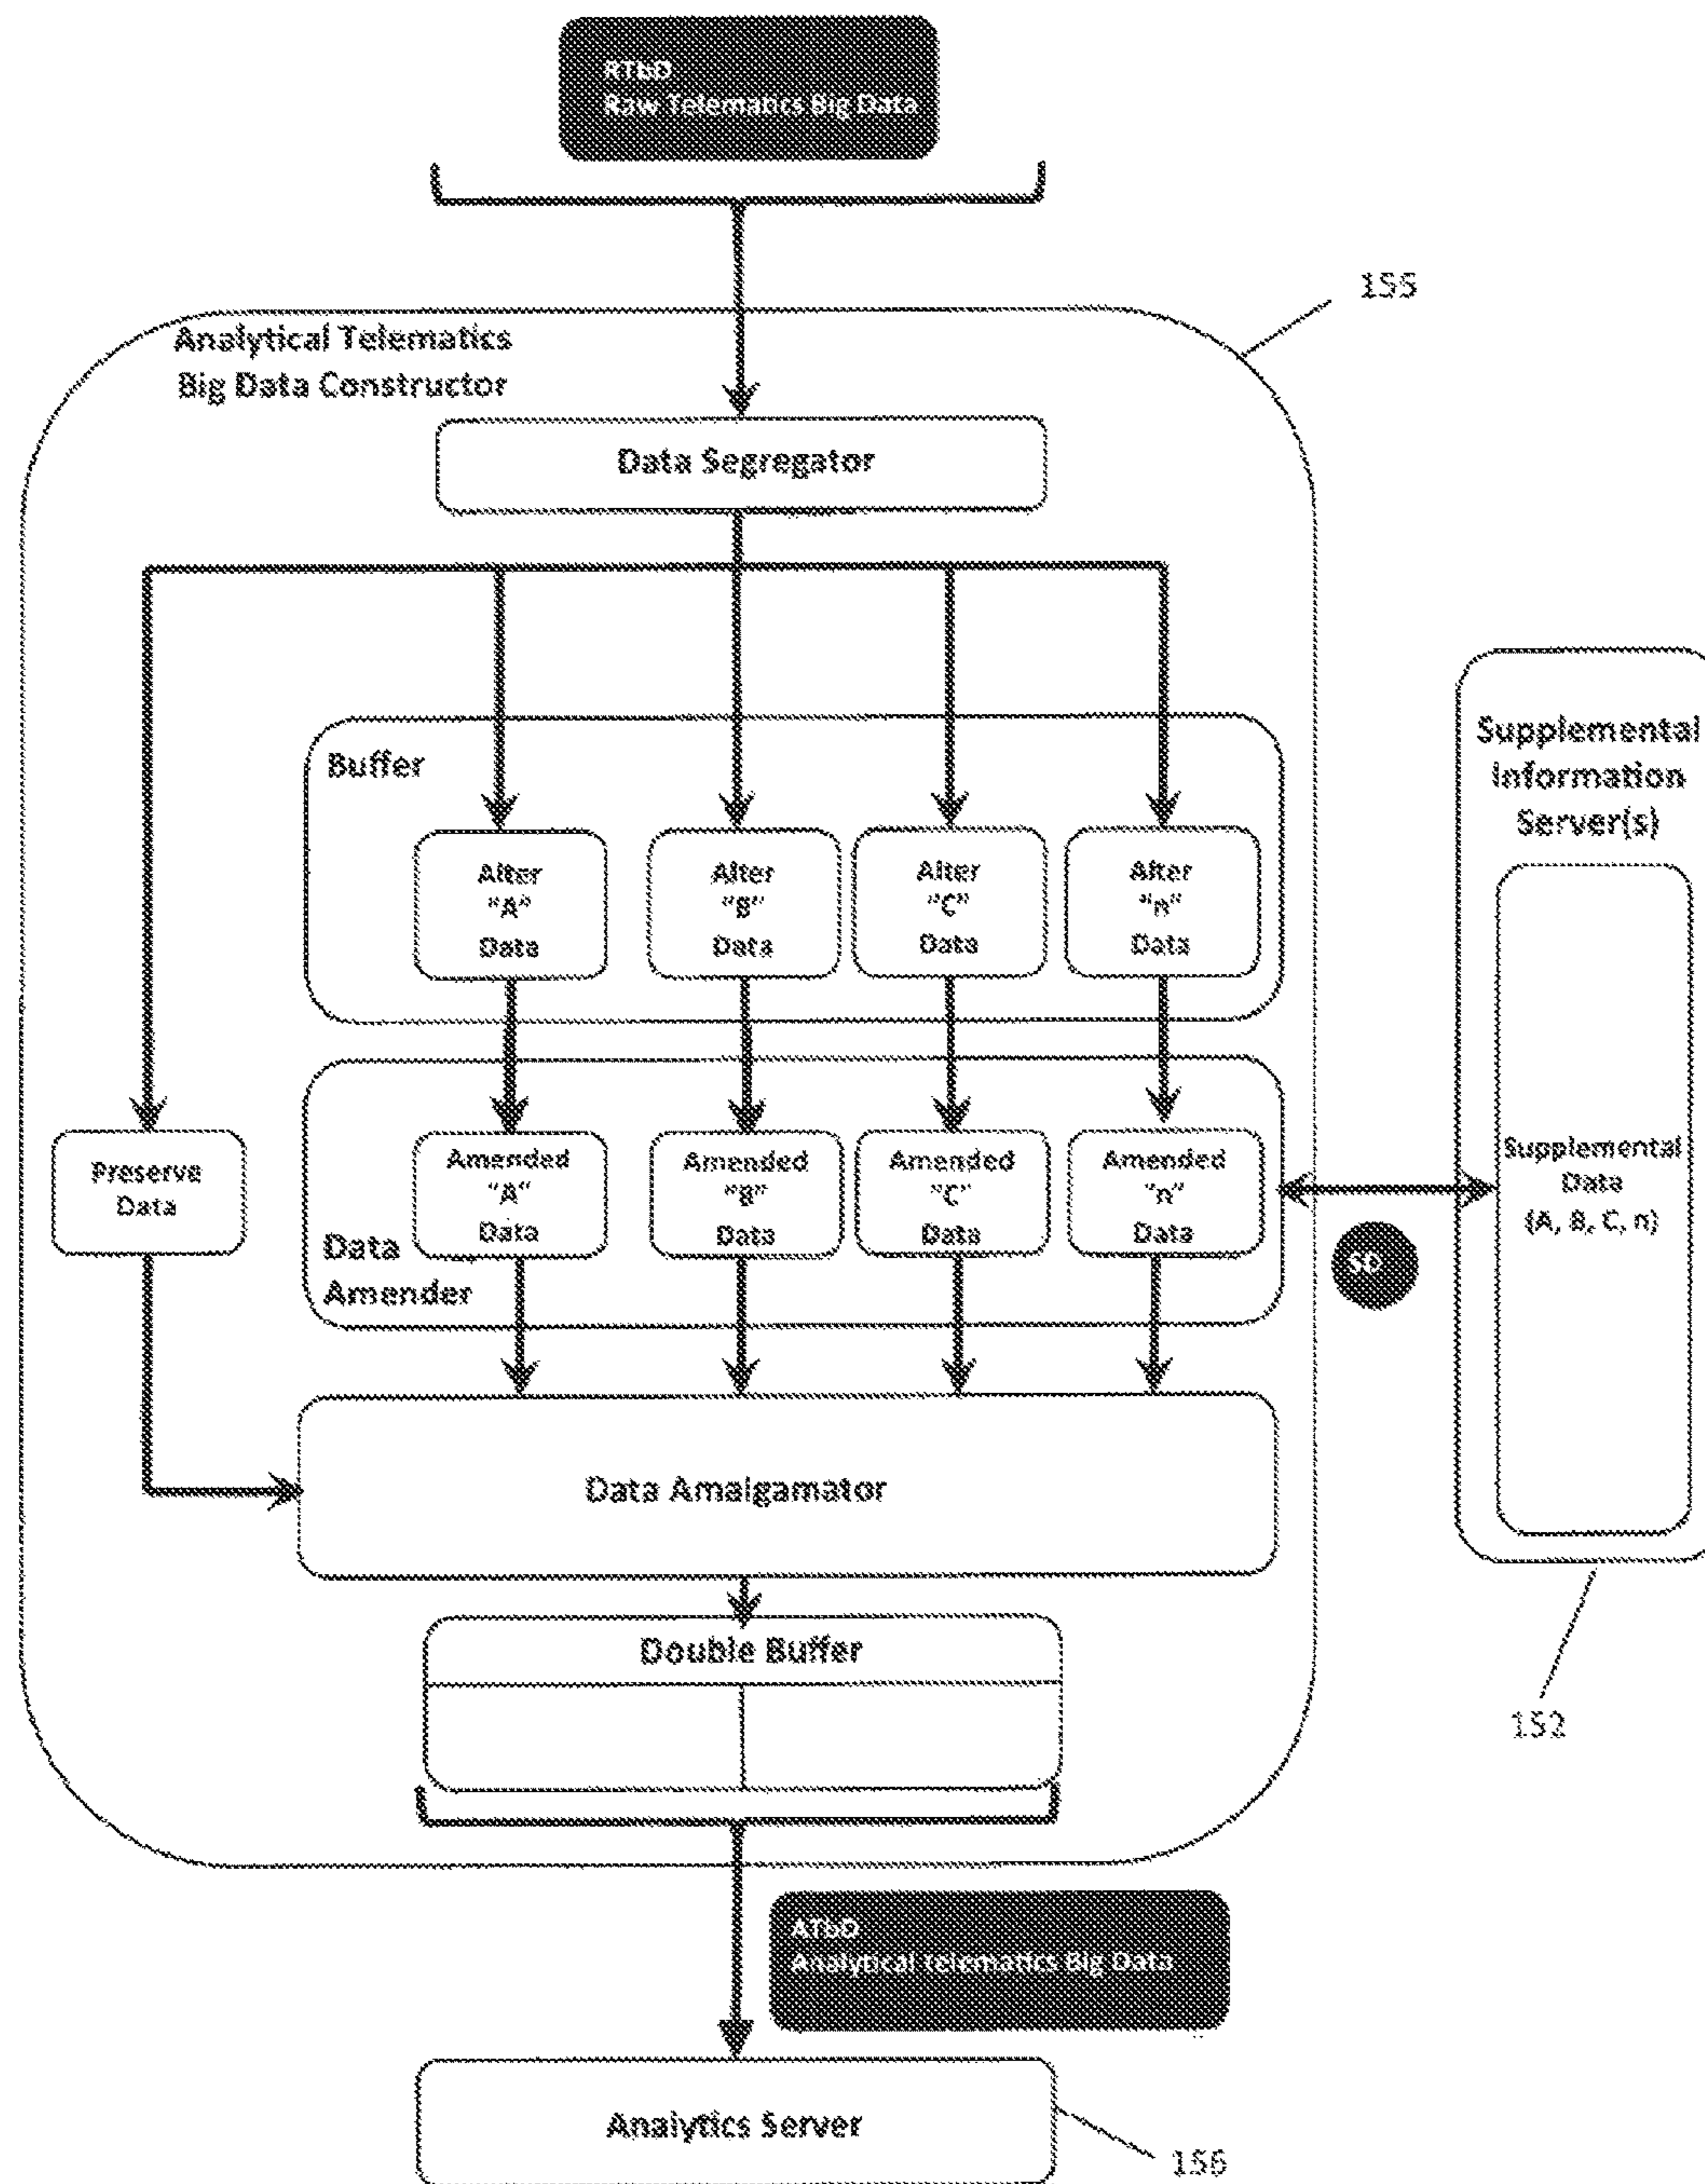 RTbD
Raw Telematics Big Data
155
Analytical Telematics
Big Data Constructor
Data Segregator
Buffer
Alter
"A"
Data
Alter
"B"
Data
Alter
"C"
Data
Alter
"n"
Data
Supplemental
Information
Server(s)
Preserve
Data
Amended
"A"
Data
Amended
"B"
Data
Amended
"C"
Data
Amended
"n"
Data
Data
Amender
Supplemental
Data
(A, B, C, n)
SD
Data Amalgamator
Double Buffer
152
ATbD
Analytical Telematics Big Data
Analytics Server
156